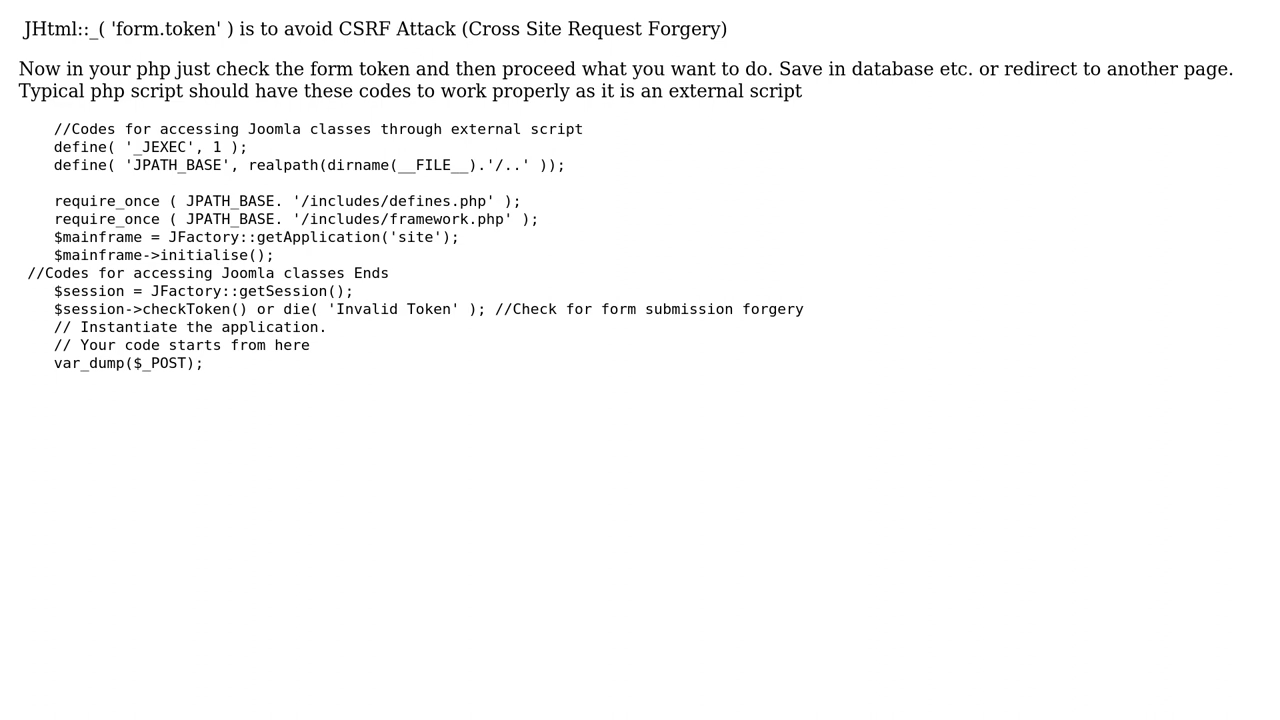 JHtml::_( 'form.token' ) is to avoid CSRF Attack (Cross Site Request Forgery)
Now in your php just check the form token and then proceed what you want to do. Save in database etc. or redirect to another page.
Typical php script should have these codes to work properly as it is an external script
//Codes for accessing Joomla classes through external script
define( '_JEXEC', 1 );
define( 'JPATH_BASE', realpath(dirname(__FILE__).'/..' ));
require_once ( JPATH_BASE. '/includes/defines.php' );
require_once ( JPATH_BASE. '/includes/framework.php' );
$mainframe = JFactory::getApplication('site');
$mainframe->initialise();
//Codes for accessing Joomla classes Ends
$session = JFactory::getSession();
$session->checkToken() or die( 'Invalid Token' ); //Check for form submission forgery
// Instantiate the application.
// Your code starts from here
var_dump($_POST);